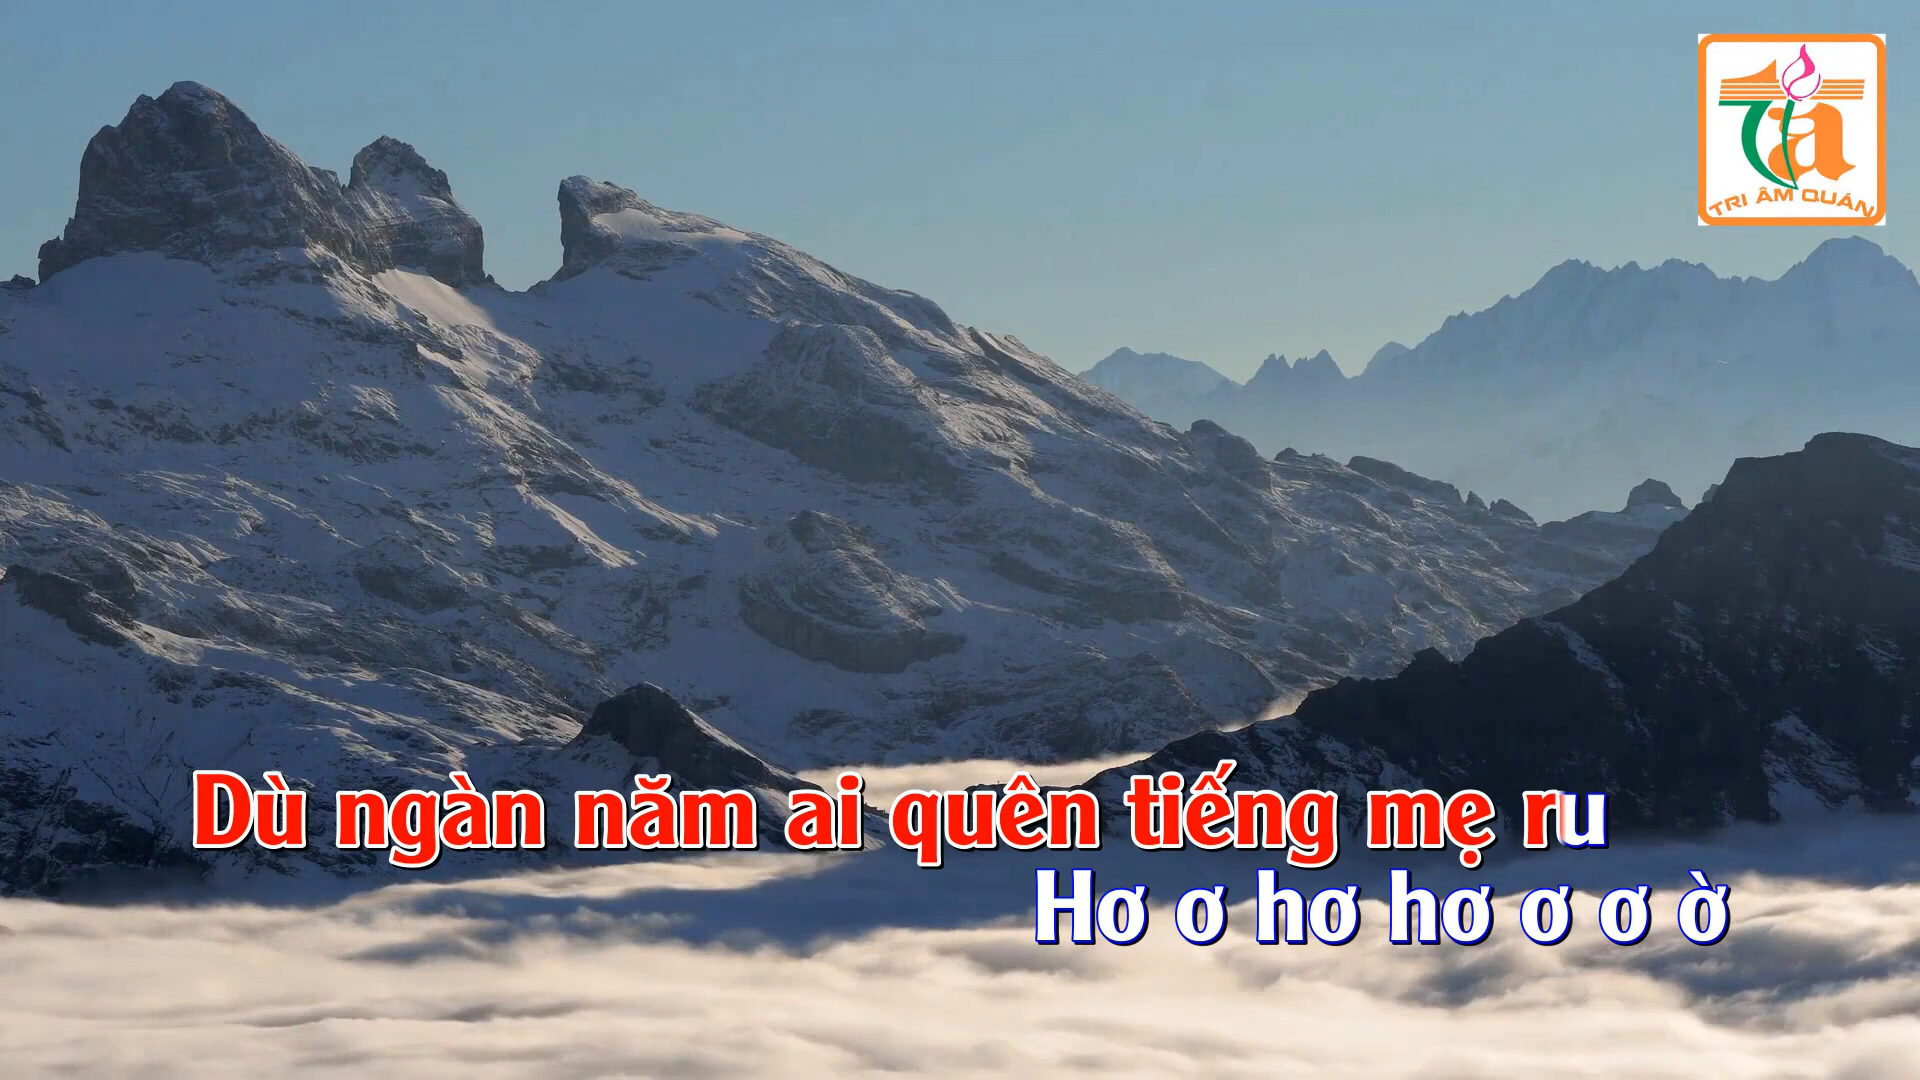 TRI ÂM QUÁN
Dù ngàn năm ai quên tiếng mẹ ru
Hơ ơ hơ hơ ơ ơ ờ